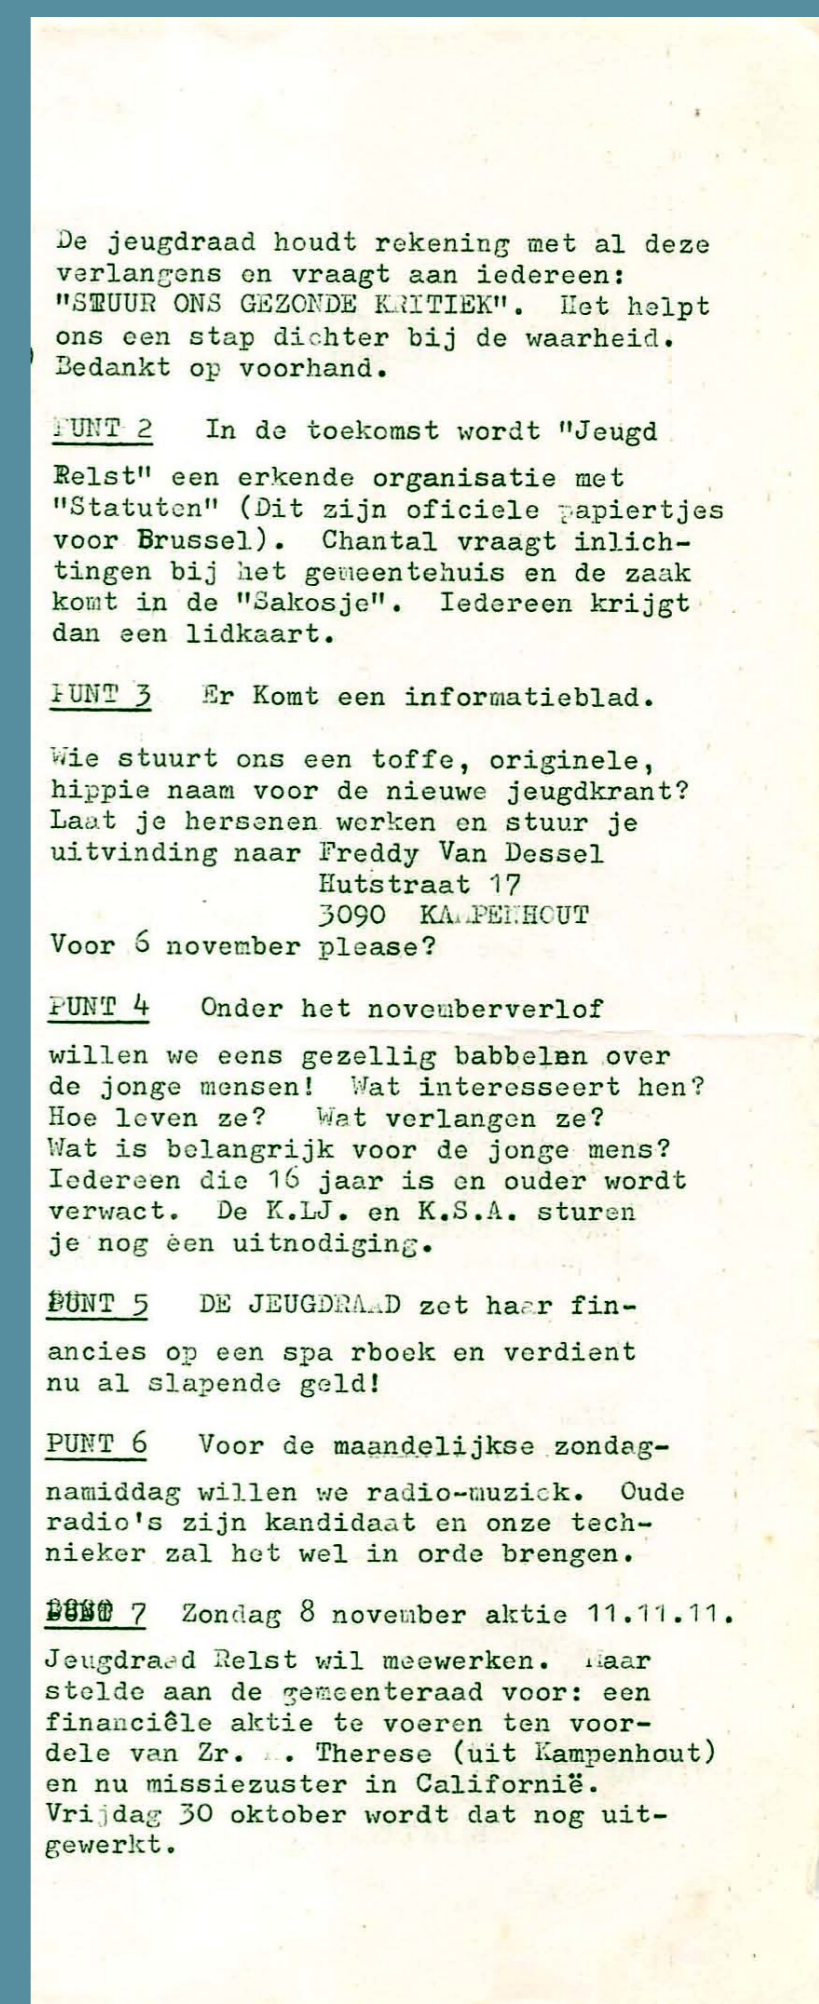 De jeugdraad houdt rekening met al deze
verlangens en vraagt aan iedereen:
"STUUR ONS GEZONDE KRITIEK". Het helpt
ons een stap dichter bij de waarheid.
Bedankt op voorhand.
PUNT 2 In de toekomst wordt "Jeugd
Relst" een erkende organisatie met
"Statuten" (Dit zijn oficiele papiertjes
voor Brussel). Chantal vraagt inlich-
tingen bij het gemeentehuis en de zaak
komt in de "Sakosje". Iedereen krijgt
dan een lidkaart.
PUNT 3 Er Komt een informatieblad.
Wie stuurt ons een toffe, originele,
hippie naam voor de nieuwe jeugdkrant?
Laat je hersenen werken en stuur je
uitvinding naar Freddy Van Dessel
Hutstraat 17
3090 KAMPENHOUT
Voor 6 november please?
PUNT 4 Onder het novemberverlof
willen we eens gezellig babbelen over
de jonge mensen! Wat interesseert hen?
Hoe leven ze? Wat verlangen ze?
Wat is belangrijk voor de jonge mens?
Iedereen die 16 jaar is en ouder wordt
verwacht. De K.LJ. en K.S.A. sturen
je nog een uitnodiging.
PUNT 5 DE JEUGDRAAD zet haar fin-
ancies op een spa rboek en verdient
nu al slapende geld!
PUNT 6 Voor de maandelijkse zondag-
namiddag willen we radio-muziek. Oude
radio's zijn kandidaat en onze tech-
nieker zal het wel in orde brengen.
7 Zondag 8 november aktie 11.11.11.
Jeugdraad Relst wil meewerken. Maar
stelde aan de gemeenteraad voor: een
financiêle aktie te voeren ten voor-
dele van Zr. Therese (uit Kampenhout)
en nu missiezuster in Californië.
Vrijdag 30 oktober wordt dat nog uit-
gewerkt.